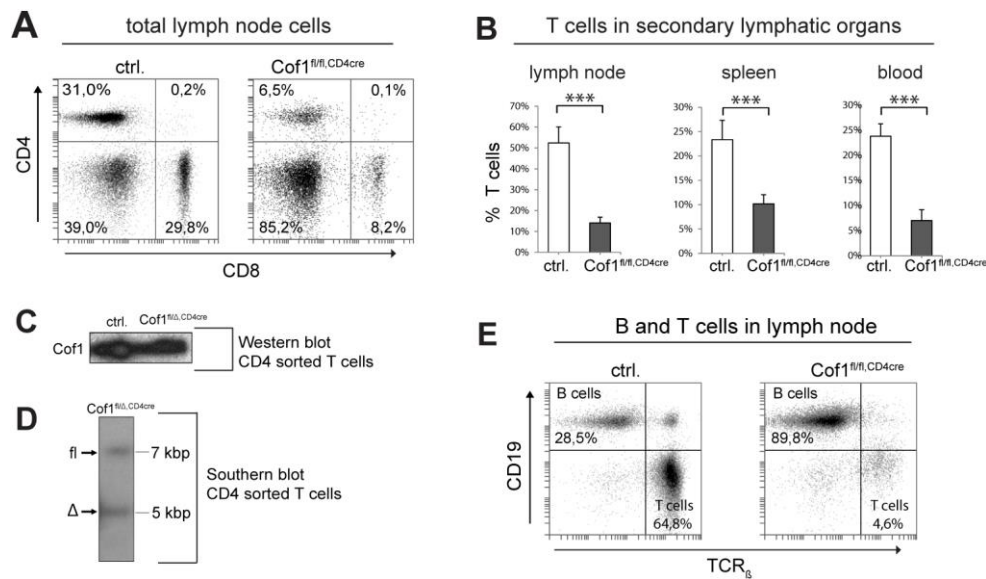 A
total lymph node cells
ctrl.
Cof1fl/fl,CD4cre
31,0%
0,2%
6,5%
0,1%
39,0%
29,8%
85,2%
8,2%
CD4
CD8
B
T cells in secondary lymphatic organs
lymph node
spleen
blood
% T cells
70%
60%
50%
40%
30%
20%
10%
0%
***
ctrl.
Cof1fl/fl,CD4cre
30%
25%
20%
15%
10%
5%
0%
***
ctrl.
Cof1fl/fl,CD4cre
30%
25%
20%
15%
10%
5%
0%
***
ctrl.
Cof1fl/fl,CD4cre
C
ctrl.
Cof1fl/Δ,CD4cre
Cof1
Western blot
CD4 sorted T cells
D
Cof1fl/Δ,CD4cre
fl
7 kbp
Δ
5 kbp
Southern blot
CD4 sorted T cells
E
B and T cells in lymph node
ctrl.
Cof1fl/fl,CD4cre
B cells
28,5%
T cells
64,8%
B cells
89,8%
T cells
4,6%
CD19
TCRß